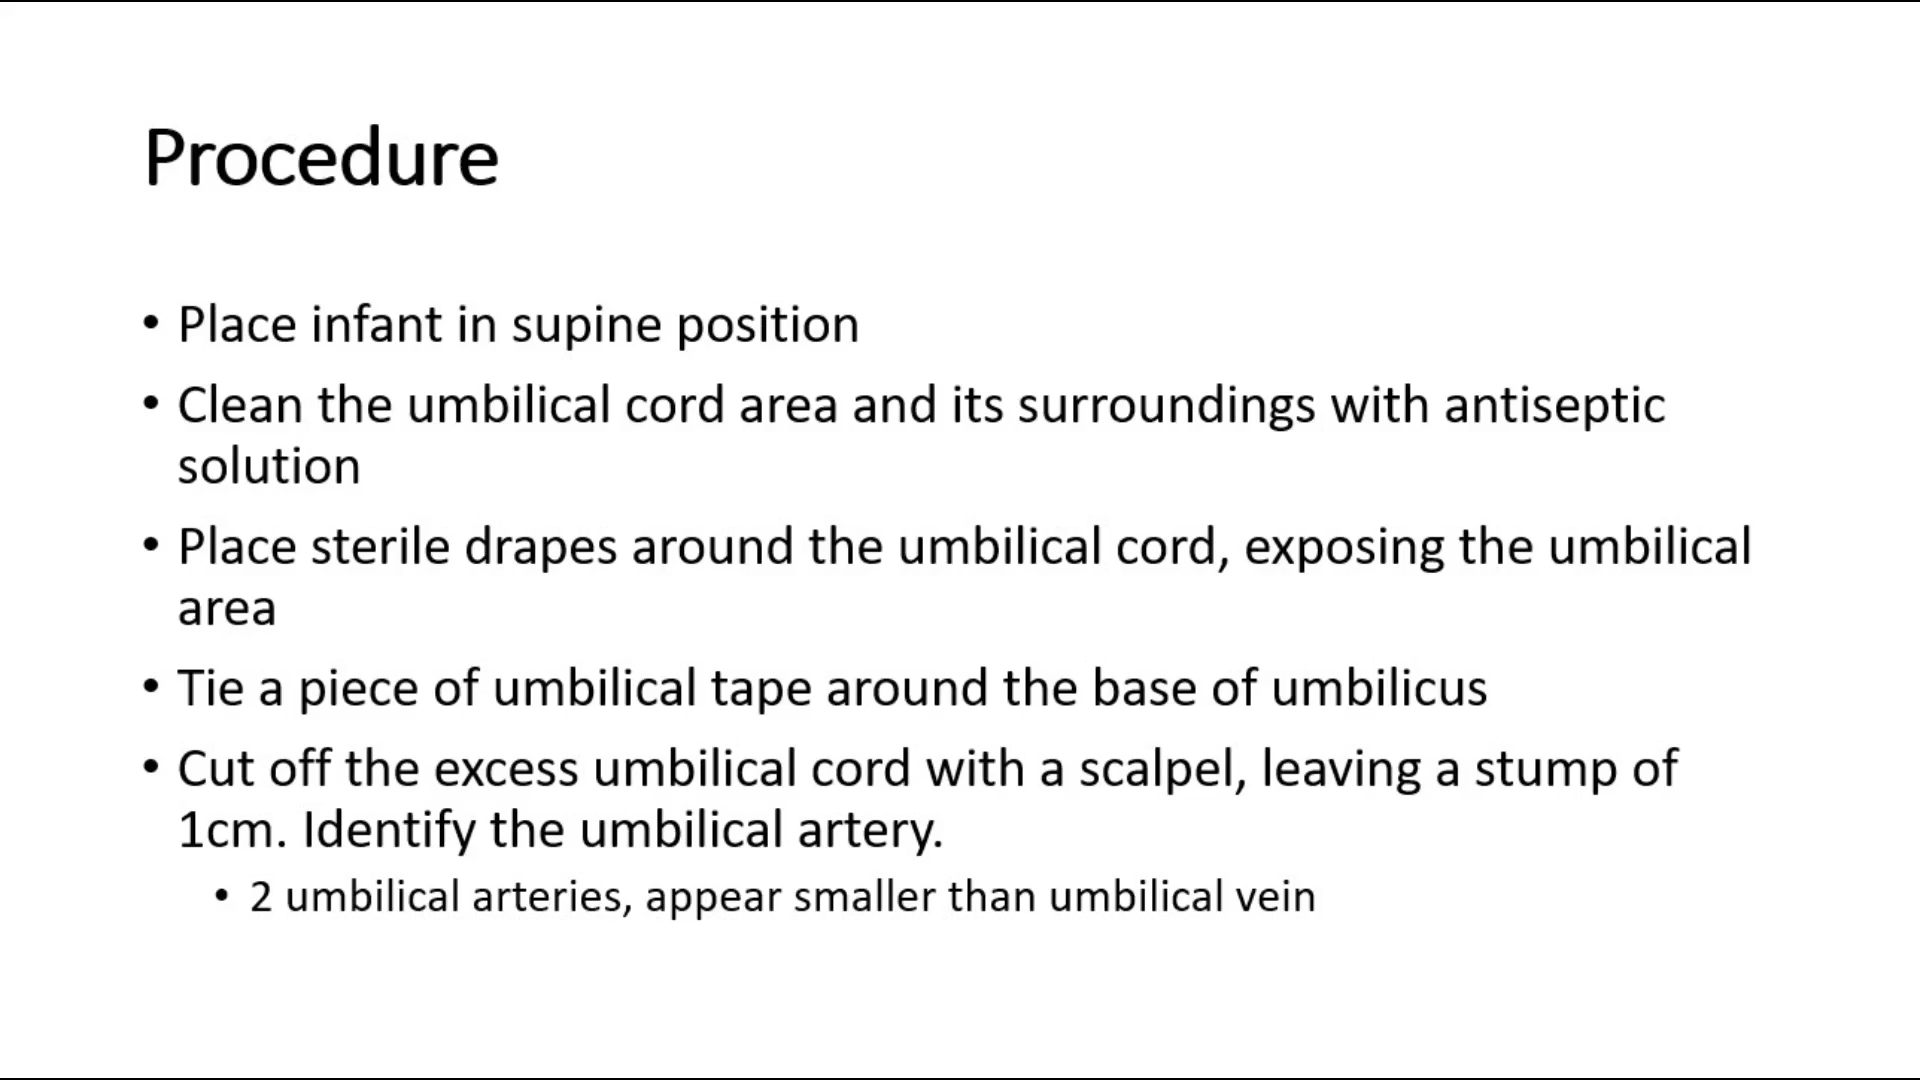 Procedure
• Place infant in supine position
• Clean the umbilical cord area and its surroundings with antiseptic
solution
• Place sterile drapes around the umbilical cord, exposing the umbilical
area
• Tie a piece of umbilical tape around the base of umbilicus
• Cut off the excess umbilical cord with a scalpel, leaving a stump of
1cm. Identify the umbilical artery.
• 2 umbilical arteries, appear smaller than umbilical vein